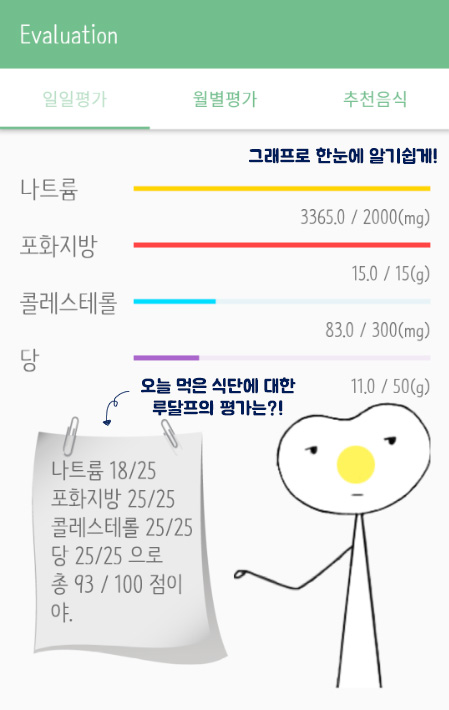 Evaluation
일일평가 월별평가 추천음식
그래프로 한눈에 알기쉽게!
나트륨
3365.0 / 2000(mg)
포화지방
15.0 / 15(g)
콜레스테롤
83.0 / 300(mg)
당
11.0 / 50(g)
오늘 먹은 식단에 대한
루달프의 평가는?!
나트륨 18/25
포화지방 25/25
콜레스테롤 25/25
당 25/25 으로
총 93 / 100 점이
야.